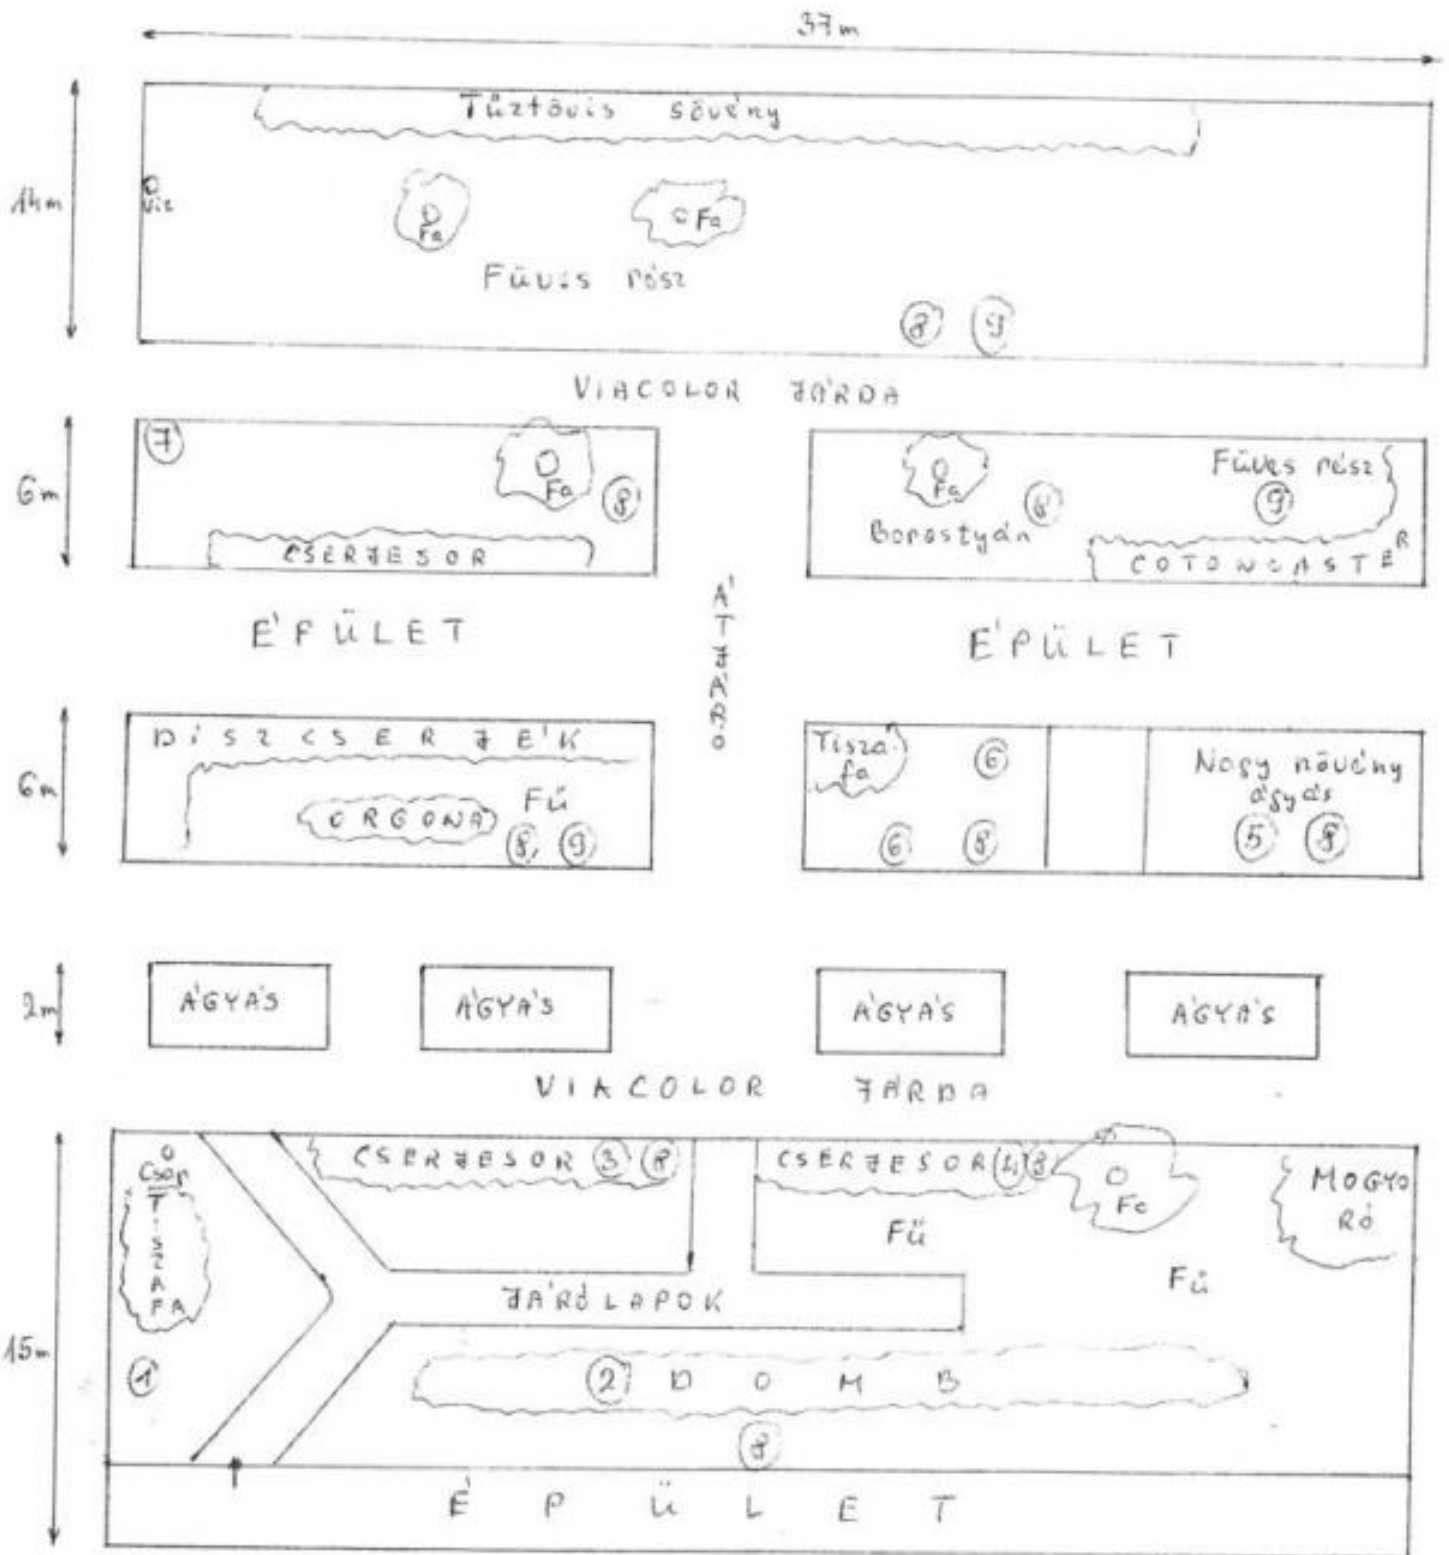 37m
Tűztövis sövény
14m
Víz
Fa
Fa
Füves rész
8 9
VIACOLOR JÁRDA
6m
7
Fa
8
CSERJESOR
Fa
Füves rész
9
Borostyán
COTONEASTER
ÉPÜLET
ÁTJÁRÓ
ÉPÜLET
6m
DÍSZCSERJÉK
Fű
ORGONA
8 9
Tiszafa
6
6 8
Nagy növény
ágyás
5 8
2m
ÁGYÁS
ÁGYÁS
ÁGYÁS
ÁGYÁS
VIACOLOR JÁRDA
15m
Csap
TISZAFA
1
CSERJESOR 3 8
CSERJESOR 4 8
Fa
MOGYO
RÓ
Fű
Fű
JÁRÓLAPOK
2 DOMB
8
ÉPÜLET